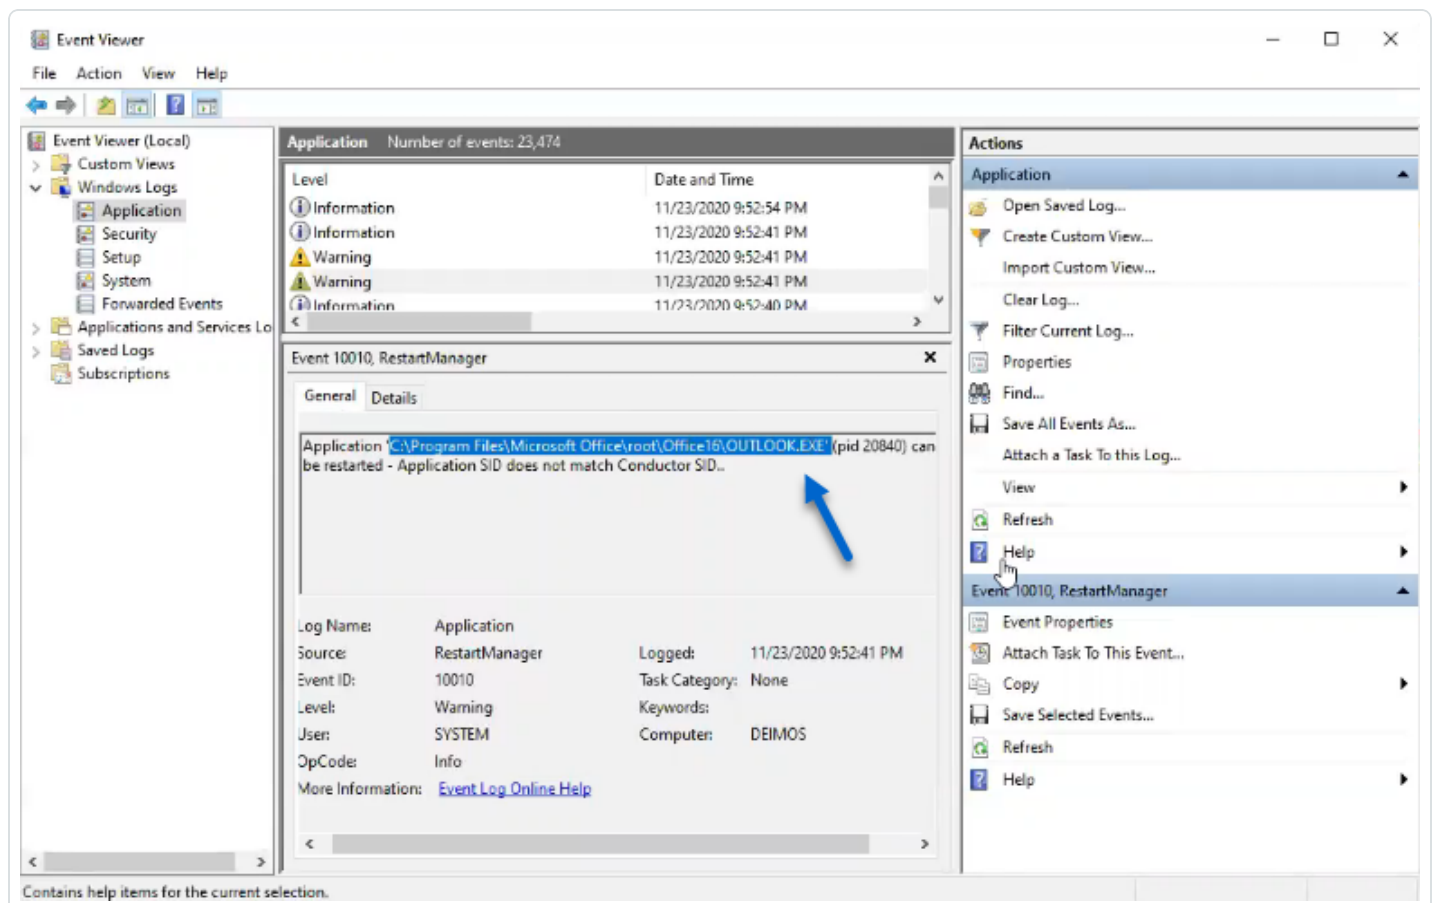 Event Viewer
File Action View Help
Event Viewer (Local)
Custom Views
Windows Logs
Application
Security
Setup
System
Forwarded Events
Applications and Services Lo
Saved Logs
Subscriptions
Application Number of events: 23,474
Level Date and Time
Information 11/23/2020 9:52:54 PM
Information 11/23/2020 9:52:41 PM
Warning 11/23/2020 9:52:41 PM
Warning 11/23/2020 9:52:41 PM
Information 11/23/2020 9:52:40 PM
Event 10010, RestartManager
General Details
Application 'C:\Program Files\Microsoft Office\root\Office16\OUTLOOK.EXE' (pid 20840) can
be restarted - Application SID does not match Conductor SID..
Log Name: Application
Source: RestartManager Logged: 11/23/2020 9:52:41 PM
Event ID: 10010 Task Category: None
Level: Warning Keywords:
User: SYSTEM Computer: DEIMOS
OpCode: Info
More Information: Event Log Online Help
Actions
Application
Open Saved Log...
Create Custom View...
Import Custom View...
Clear Log...
Filter Current Log...
Properties
Find...
Save All Events As...
Attach a Task To this Log...
View
Refresh
Help
Event 10010, RestartManager
Event Properties
Attach Task To This Event...
Copy
Save Selected Events...
Refresh
Help
Contains help items for the current selection.